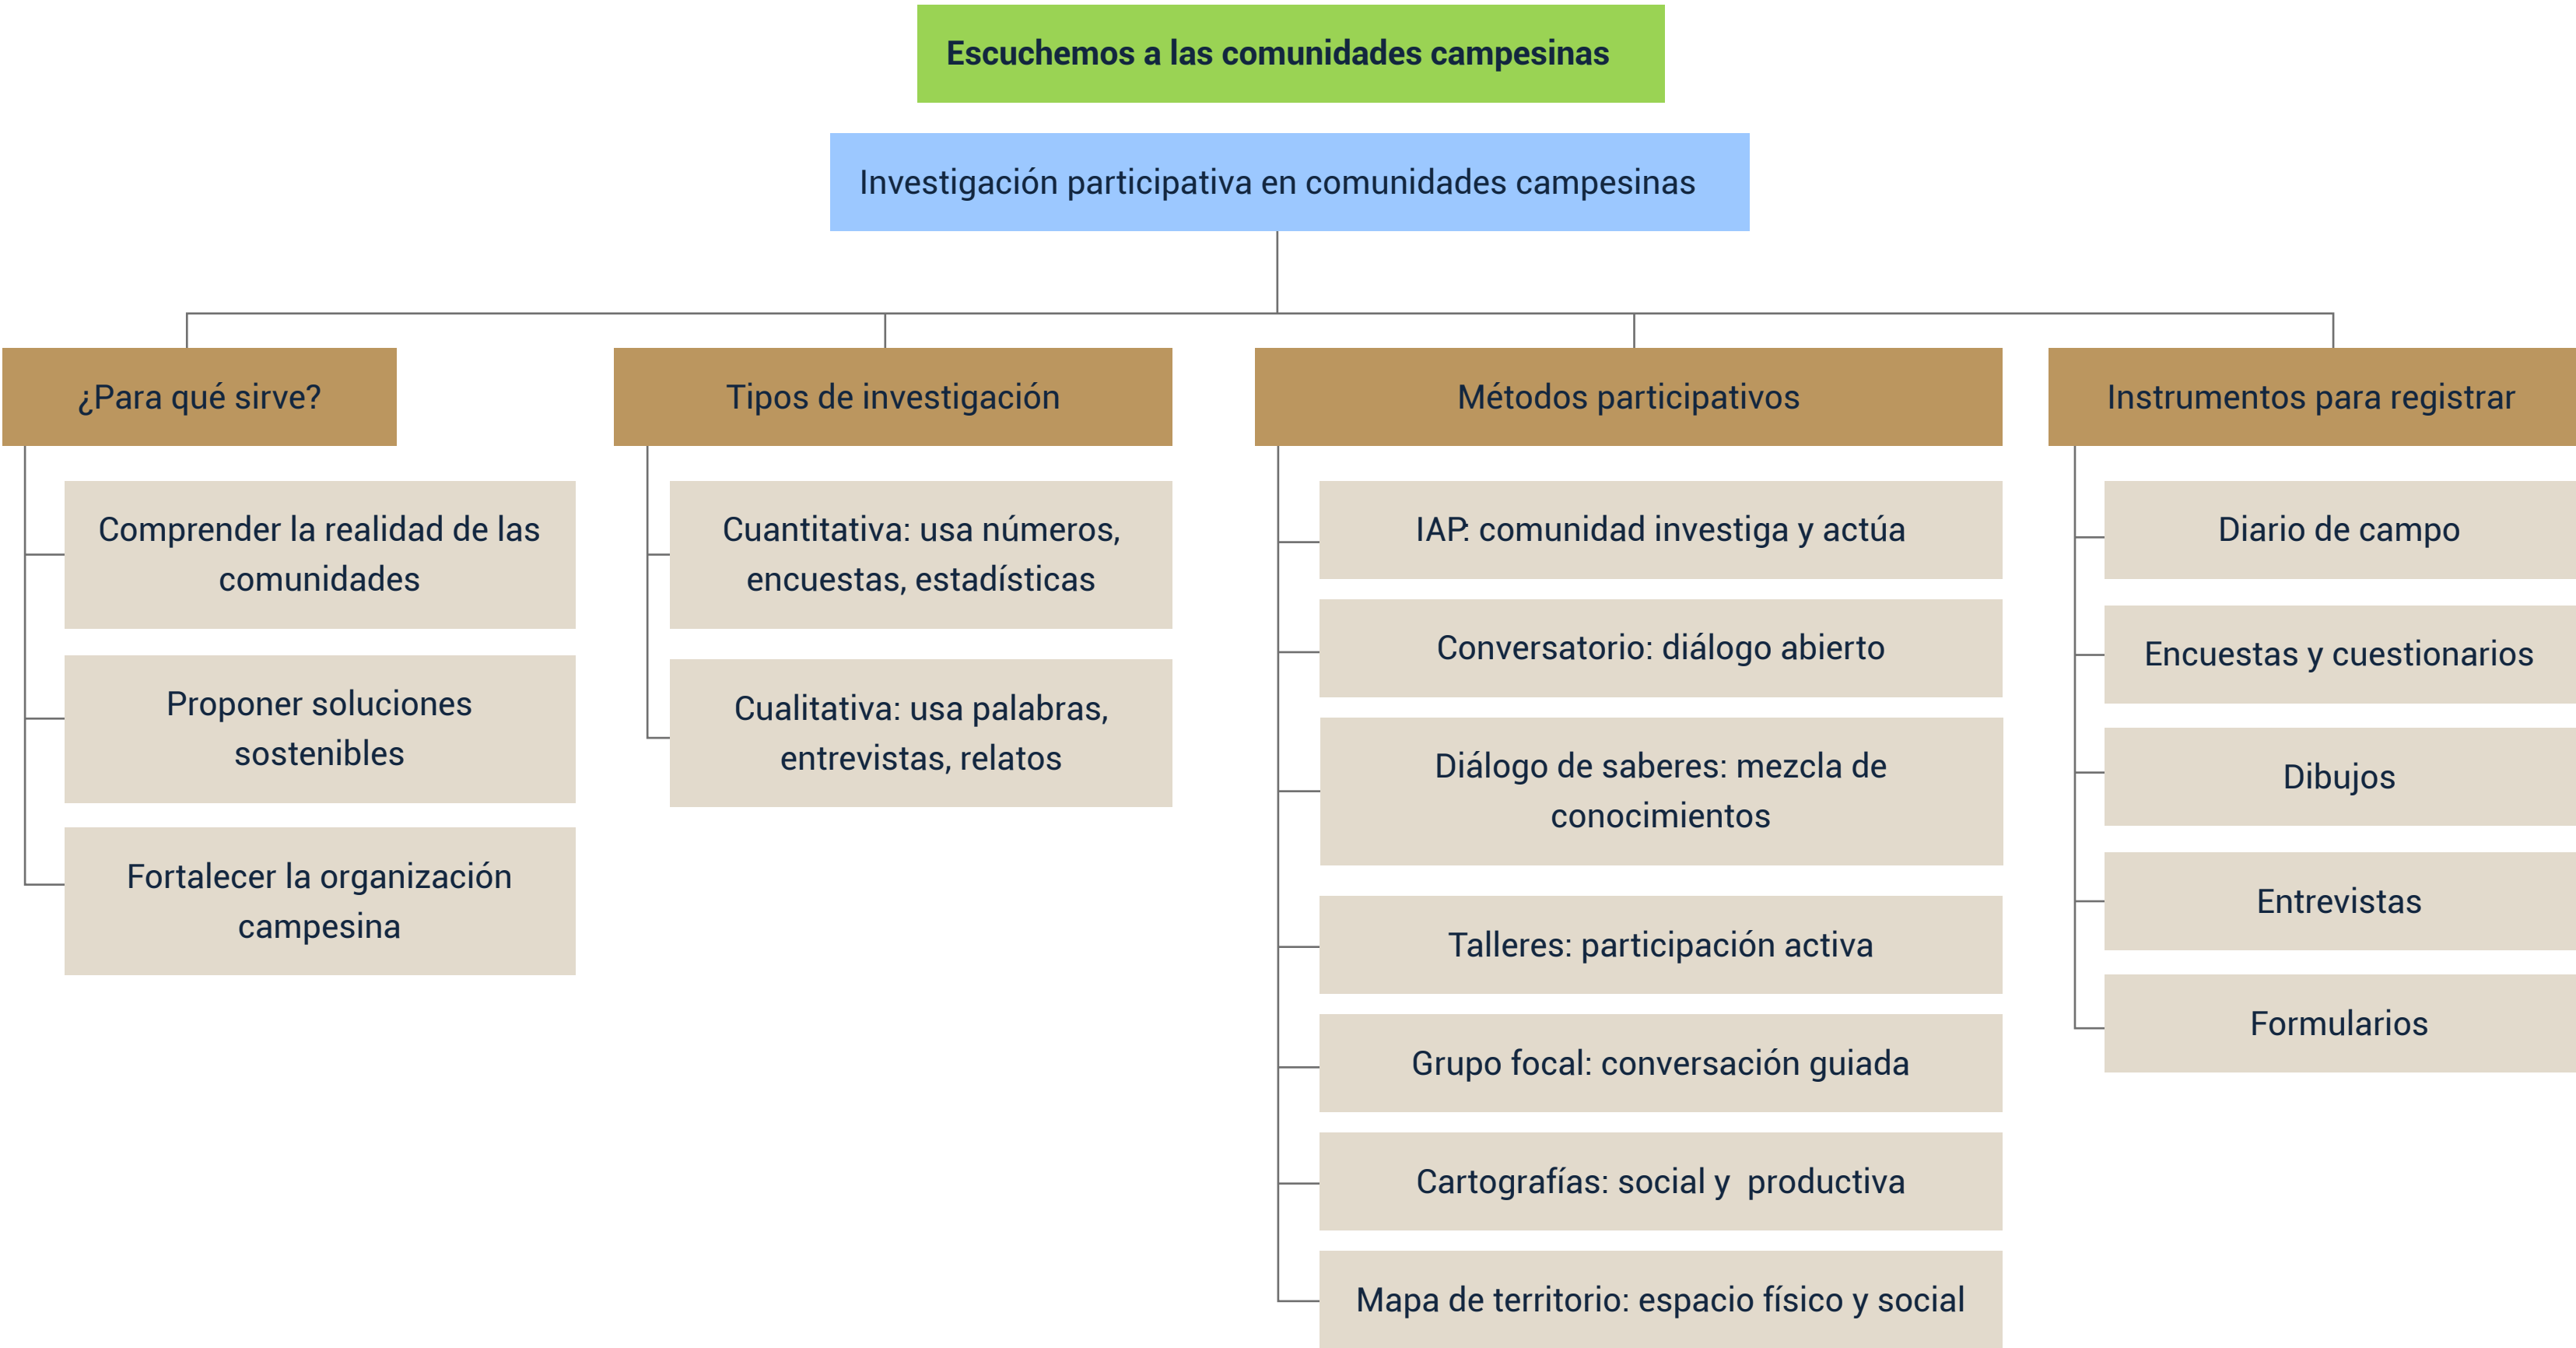 Escuchemos a las comunidades campesinas
Investigación participativa en comunidades campesinas
¿Para qué sirve?
Comprender la realidad de las
comunidades
Proponer soluciones
sostenibles
Fortalecer la organización
campesina
Tipos de investigación
Cuantitativa: usa números,
encuestas, estadísticas
Cualitativa: usa palabras,
entrevistas, relatos
Métodos participativos
IAP: comunidad investiga y actúa
Conversatorio: diálogo abierto
Diálogo de saberes: mezcla de
conocimientos
Talleres: participación activa
Grupo focal: conversación guiada
Cartografías: social y  productiva
Mapa de territorio: espacio físico y social
Instrumentos para registrar
Diario de campo
Encuestas y cuestionarios
Dibujos
Entrevistas
Formularios